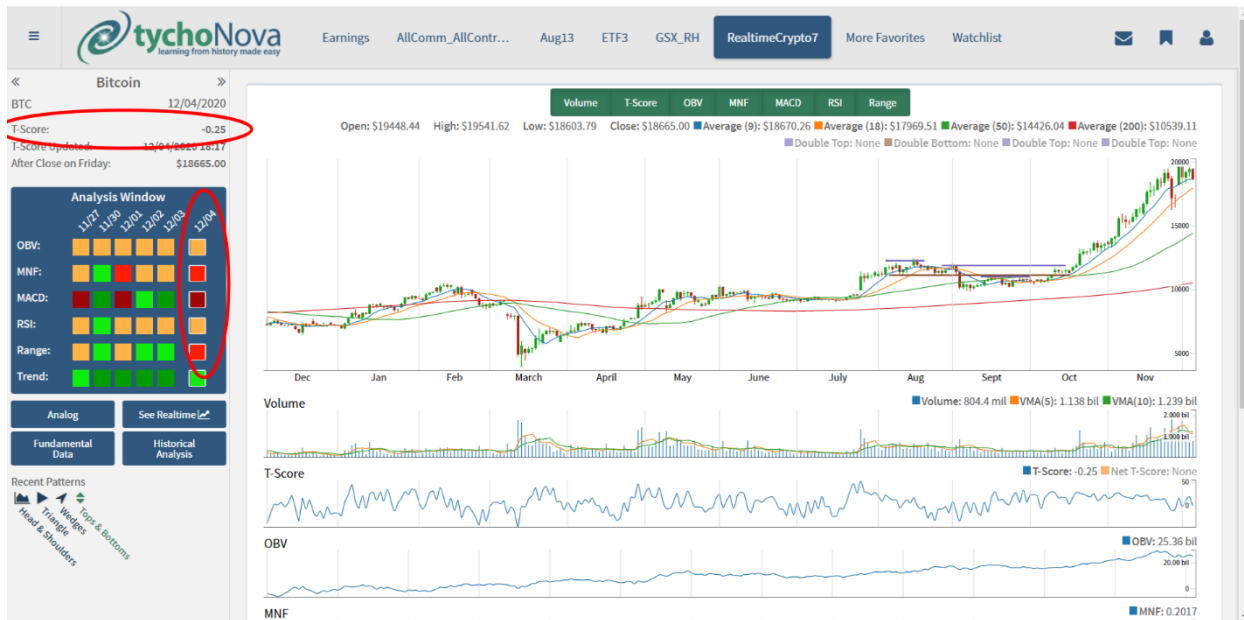 tychoNova
learning from history made easy
Earnings
AllComm_AllContr...
Aug13
ETF3
GSX_RH
RealtimeCrypto7
More Favorites
Watchlist
« Bitcoin »
BTC 12/04/2020
T-Score: -0.25
T-Score Updated: 12/04/2020 18:17
After Close on Friday: $18665.00
Analysis Window
11/27 11/30 12/01 12/02 12/03 12/04
OBV:
MNF:
MACD:
RSI:
Range:
Trend:
Analog
See Realtime
Fundamental
Data
Historical
Analysis
Recent Patterns
Head & Shoulders
Triangle
Wedges
Tops & Bottoms
Volume T-Score OBV MNF MACD RSI Range
Open: $19448.44 High: $19541.62 Low: $18603.79 Close: $18665.00 Average (9): $18670.26 Average (18): $17969.51 Average (50): $14426.04 Average (200): $10539.11
Double Top: None Double Bottom: None Double Top: None Double Top: None
20000
15000
10000
5000
Dec Jan Feb March April May June July Aug Sept Oct Nov
Volume
Volume: 804.4 mil VMA(5): 1.138 bil VMA(10): 1.239 bil
2.000 bil
1.000 bil
T-Score
T-Score: -0.25 Net T-Score: None
50
0
OBV
OBV: 25.36 bil
20.00 bil
0
MNF
MNF: 0.2017